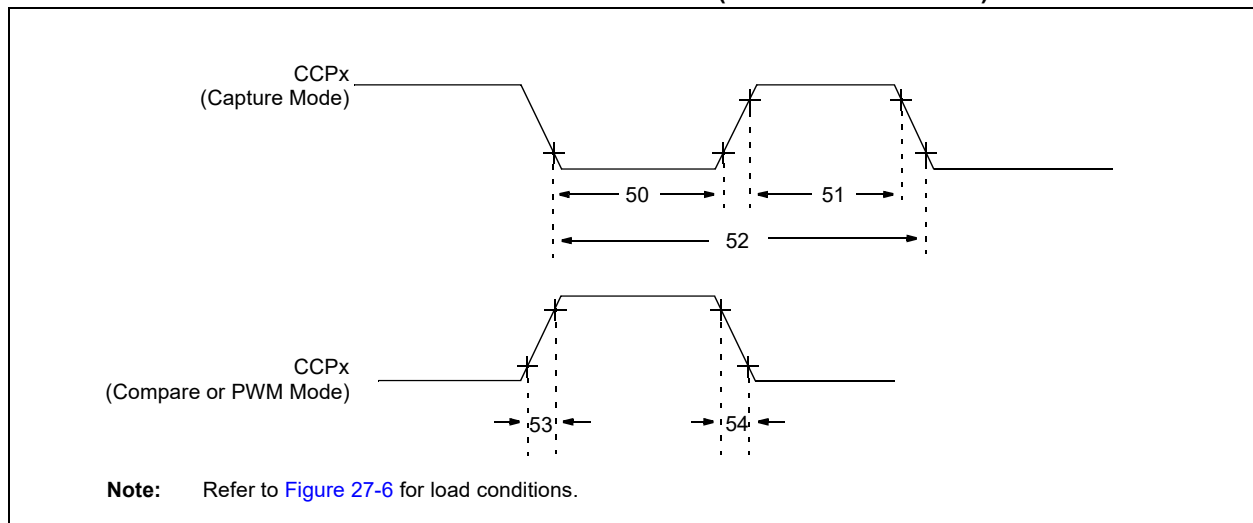 CCPx
(Capture Mode)
50
51
52
CCPx
(Compare or PWM Mode)
53
54
Note: Refer to Figure 27-6 for load conditions.